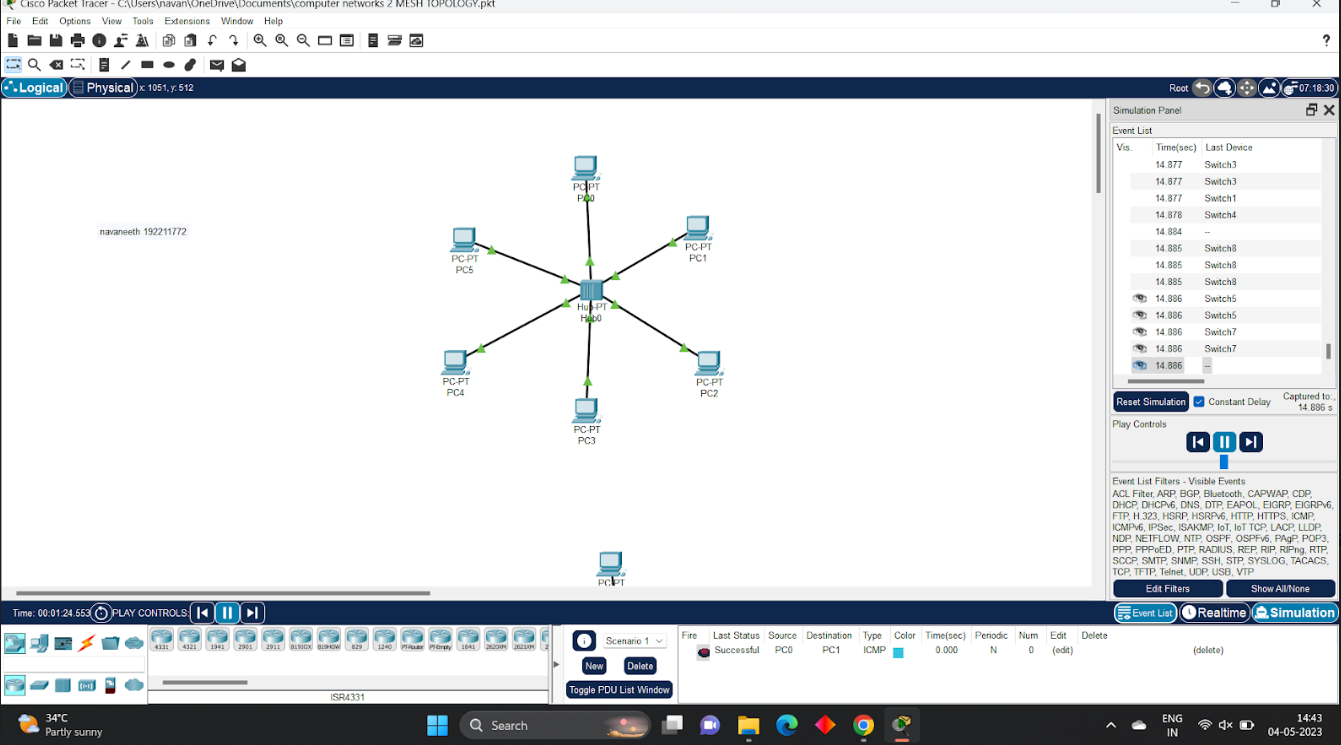 Cisco Packet Tracer - C:\Users\navan\OneDrive\Documents\computer networks 2 MESH TOPOLOGY.pkt
File Edit Options View Tools Extensions Window Help
?
Logical Physical x: 1051, y: 512 Root 07:18:30
navaneeth 192211772
PC-PT
PC0
PC-PT
PC1
PC-PT
PC5
Hub-PT
Hub0
PC-PT
PC4
PC-PT
PC2
PC-PT
PC3
PC-PT
Simulation Panel
Event List
Vis. Time(sec) Last Device
14.877 Switch3
14.877 Switch3
14.877 Switch1
14.878 Switch4
14.884 --
14.885 Switch8
14.885 Switch8
14.885 Switch8
14.886 Switch5
14.886 Switch5
14.886 Switch7
14.886 Switch7
14.886 --
Reset Simulation Constant Delay Captured to:
14.886 s
Play Controls
Event List Filters - Visible Events
ACL Filter, ARP, BGP, Bluetooth, CAPWAP, CDP,
DHCP, DHCPv6, DNS, DTP, EAPOL, EIGRP, EIGRPv6,
FTP, H.323, HSRP, HSRPv6, HTTP, HTTPS, ICMP,
ICMPv6, IPSec, ISAKMP, IoT, IoT TCP, LACP, LLDP,
NDP, NETFLOW, NTP, OSPF, OSPFv6, PAgP, POP3,
PPP, PPPoED, PTP, RADIUS, REP, RIP, RIPng, RTP,
SCCP, SMTP, SNMP, SSH, STP, SYSLOG, TACACS,
TCP, TFTP, Telnet, UDP, USB, VTP
Edit Filters Show All/None
Time: 00:01:24.553 PLAY CONTROLS: Event List Realtime Simulation
4331 4321 1941 2901 2911 819IOX 819HGW 829 1240 PT-Router PT-Empty 1841 2620XM 2621XM 2
ISR4331
Scenario 1
New Delete
Toggle PDU List Window
Fire Last Status Source Destination Type Color Time(sec) Periodic Num Edit Delete
Successful PC0 PC1 ICMP 0.000 N 0 (edit) (delete)
34°C
Partly sunny
Search
ENG
IN
14:43
04-05-2023